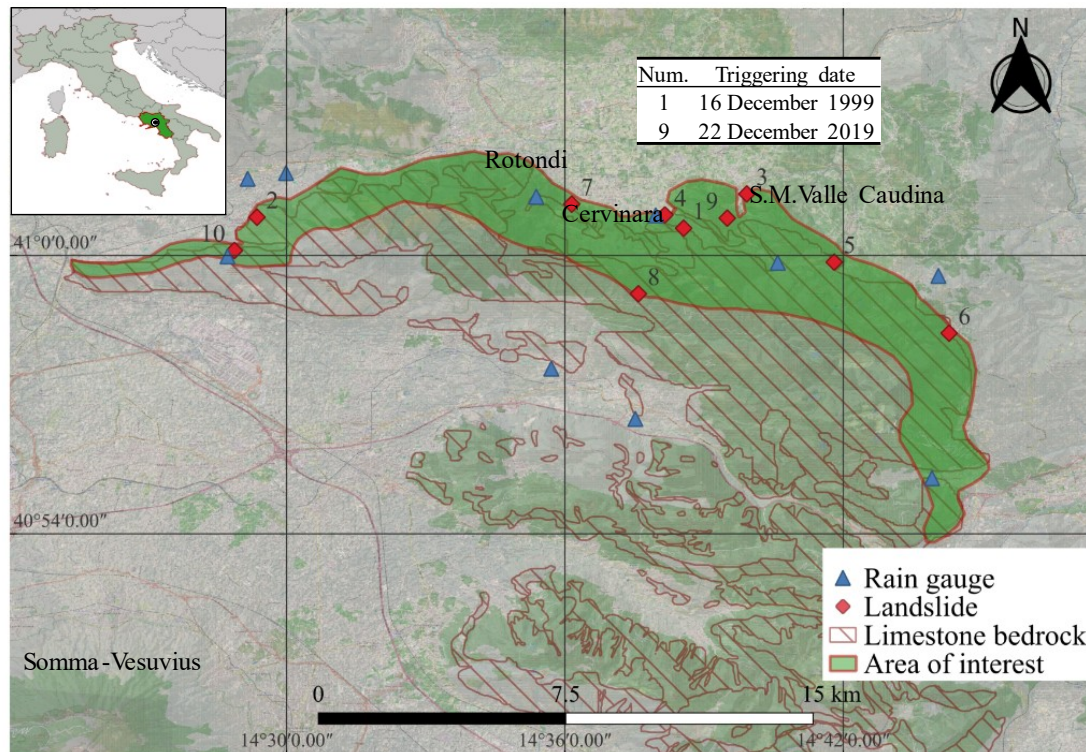 N
Num. Triggering date
1 16 December 1999
9 22 December 2019
Rotondi
3
S.M.Valle Caudina
7
2
Cervinara
4
1
9
10
41°0′0.00″
5
8
6
40°54′0.00″
Rain gauge
Landslide
Limestone bedrock
Area of interest
Somma-Vesuvius
0 7.5 15 km
14°30′0.00″ 14°36′0.00″ 14°42′0.00″